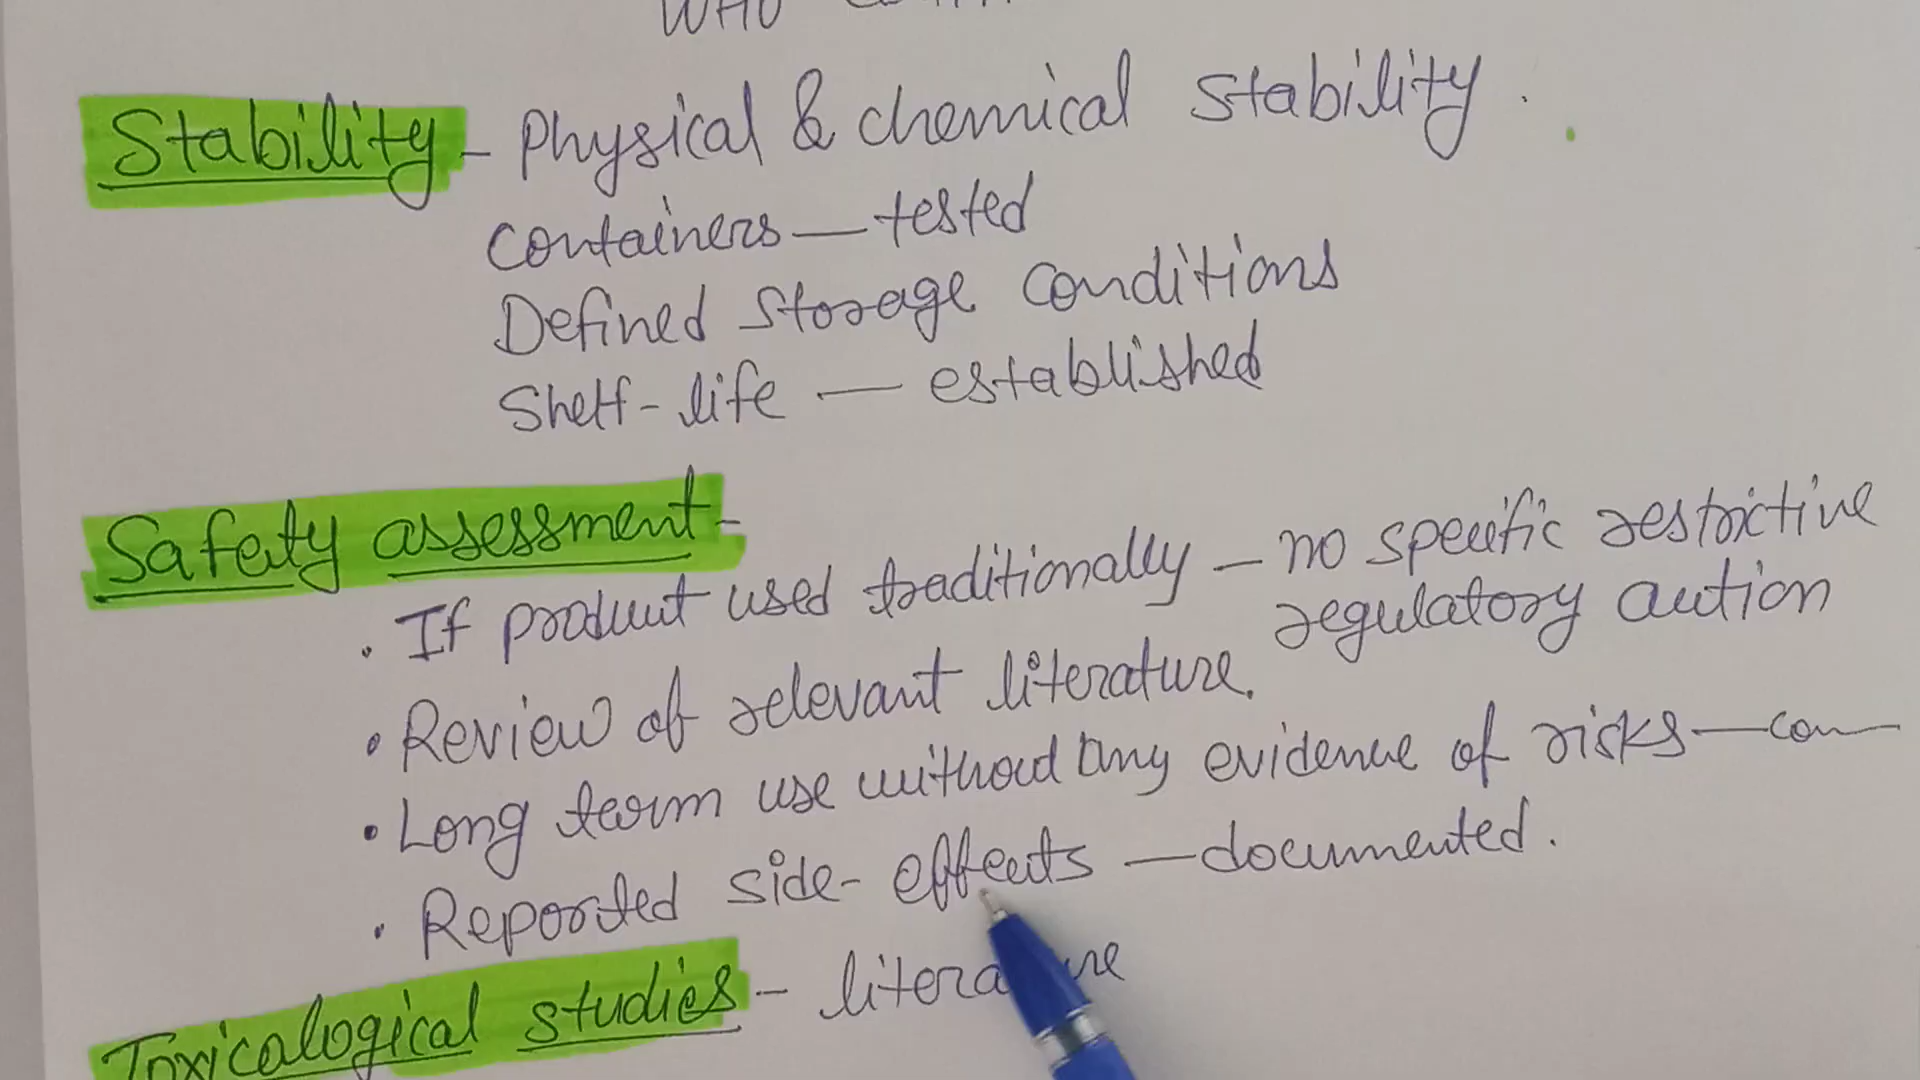 WHO
Stability - Physical & chemical stability.
Containers — tested
Defined storage conditions
Shelf-life — established
Safety assessment -
. If product used traditionally — no specific restrictive
regulatory action
. Review of relevant literature.
. Long term use without any evidence of risks —
. Reported side-effects — documented.
Toxicalogical studies -